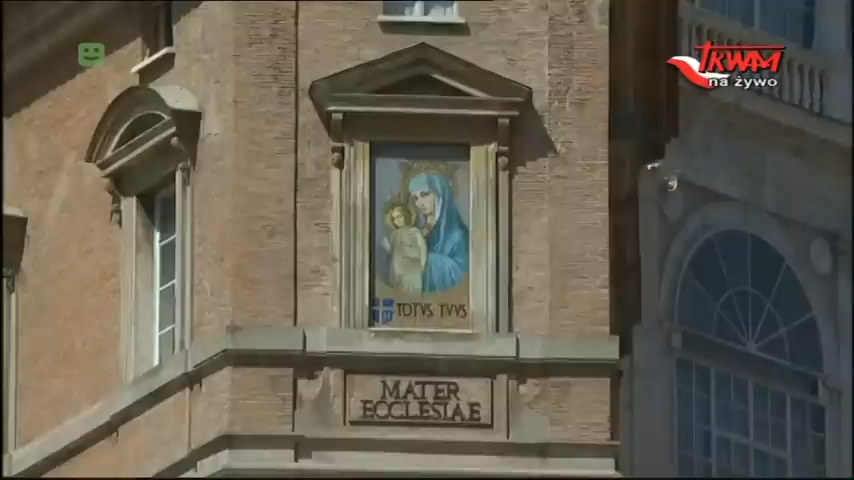 TRWAM
na żywo
TOTVS TVVS
MATER
ECCLESIAE